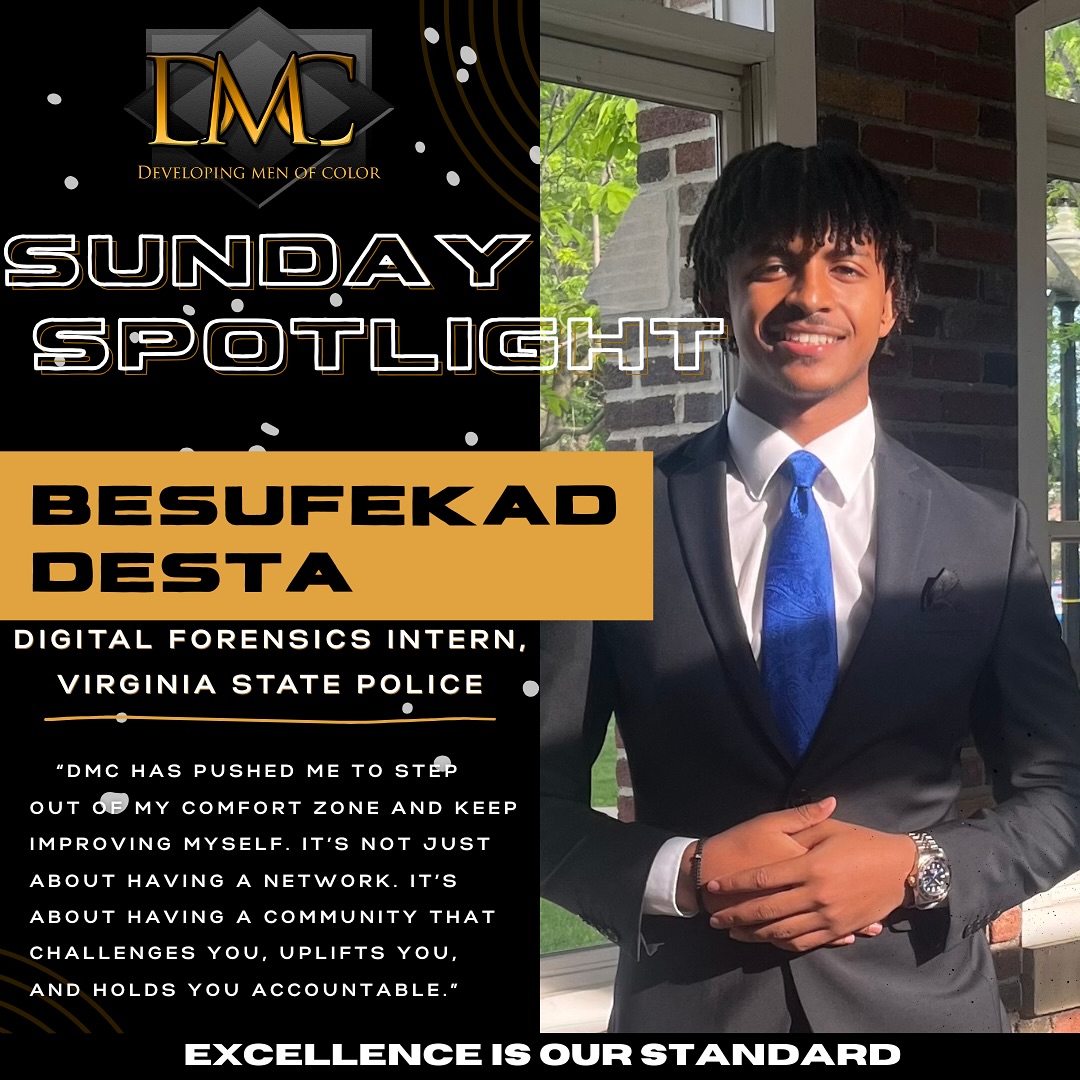 DMC
DEVELOPING MEN OF COLOR
SUNDAY
SPOTLIGHT
BESUFEKAD
DESTA
DIGITAL FORENSICS INTERN,
VIRGINIA STATE POLICE
“DMC HAS PUSHED ME TO STEP
OUT OF MY COMFORT ZONE AND KEEP
IMPROVING MYSELF. IT’S NOT JUST
ABOUT HAVING A NETWORK. IT’S
ABOUT HAVING A COMMUNITY THAT
CHALLENGES YOU, UPLIFTS YOU,
AND HOLDS YOU ACCOUNTABLE.”
EXCELLENCE IS OUR STANDARD